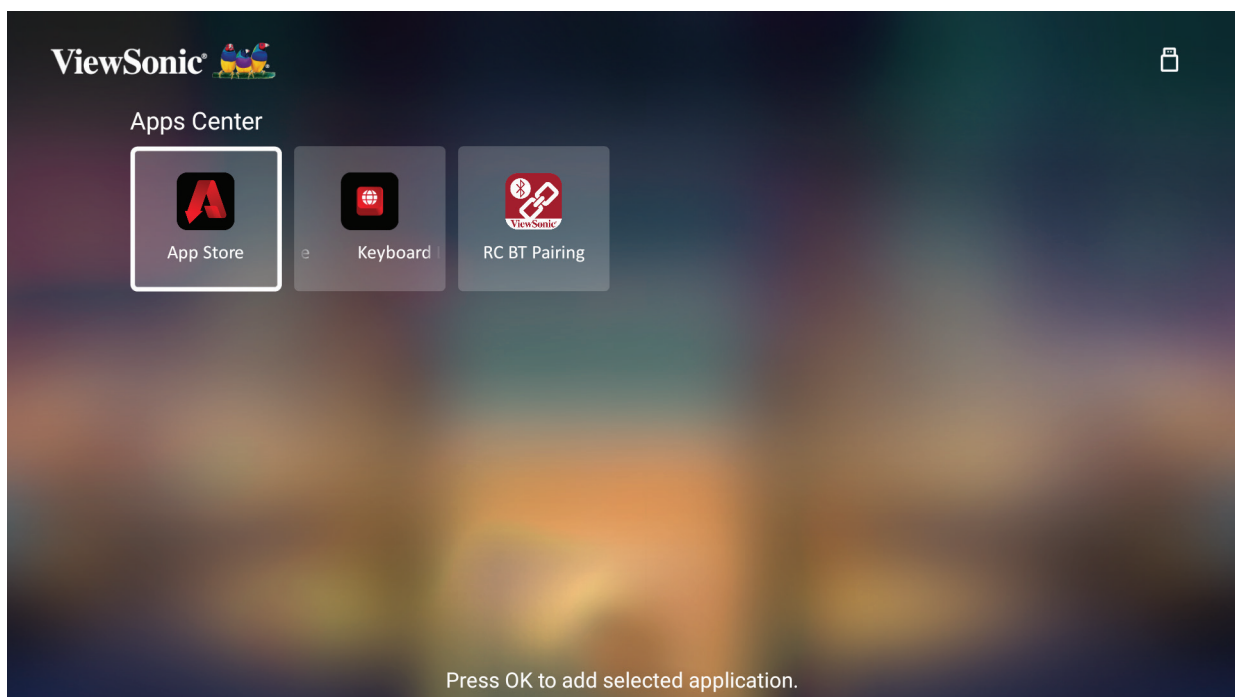 ViewSonic®
Apps Center
App Store
e Keyboard
RC BT Pairing
ViewSonic
Press OK to add selected application.